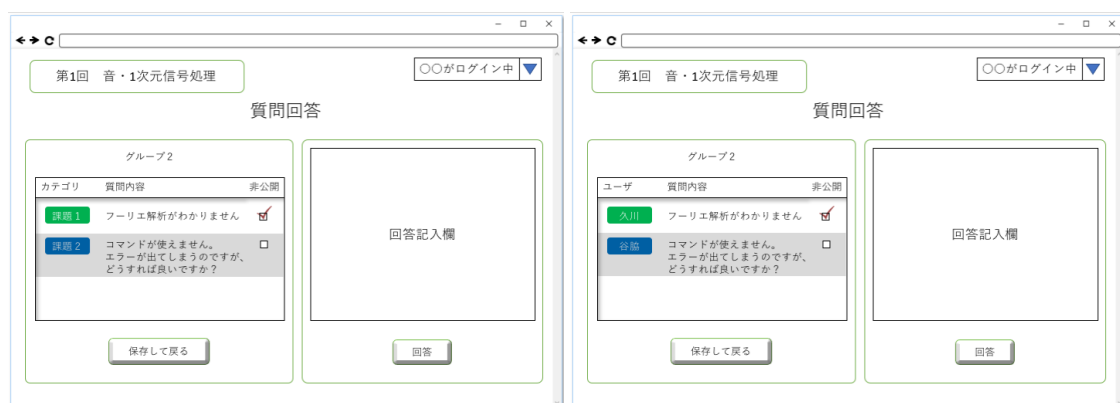 第1回 音・1次元信号処理
〇〇がログイン中
質問回答
グループ2
カテゴリ 質問内容 非公開
課題1 フーリエ解析がわかりません
課題2 コマンドが使えません。
エラーが出てしまうのですが、
どうすれば良いですか？
保存して戻る
回答記入欄
回答
第1回 音・1次元信号処理
〇〇がログイン中
質問回答
グループ2
ユーザ 質問内容 非公開
久川 フーリエ解析がわかりません
谷脇 コマンドが使えません。
エラーが出てしまうのですが、
どうすれば良いですか？
保存して戻る
回答記入欄
回答